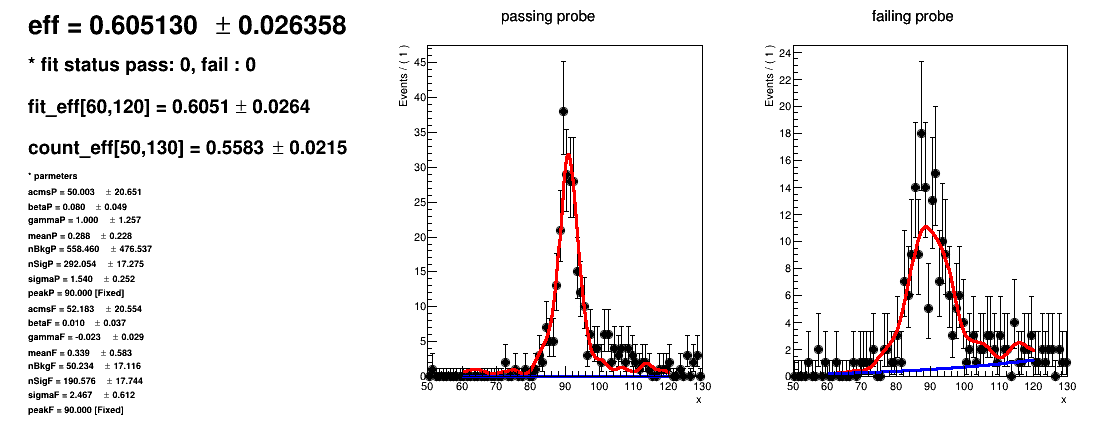 eff = 0.605130 ± 0.026358
* fit status pass: 0, fail : 0
fit_eff[60,120] = 0.6051 ± 0.0264
count_eff[50,130] = 0.5583 ± 0.0215
* parmeters
acmsP = 50.003 ± 20.651
betaP = 0.080 ± 0.049
gammaP = 1.000 ± 1.257
meanP = 0.288 ± 0.228
nBkgP = 558.460 ± 476.537
nSigP = 292.054 ± 17.275
sigmaP = 1.540 ± 0.252
peakP = 90.000 [Fixed]
acmsF = 52.183 ± 20.554
betaF = 0.010 ± 0.037
gammaF = -0.023 ± 0.029
meanF = 0.339 ± 0.583
nBkgF = 50.234 ± 17.116
nSigF = 190.576 ± 17.744
sigmaF = 2.467 ± 0.612
peakF = 90.000 [Fixed]
passing probe
Events / ( 1 )
45
40
35
30
25
20
15
10
5
0
50 60 70 80 90 100 110 120 130
x
failing probe
Events / ( 1 )
24
22
20
18
16
14
12
10
8
6
4
2
0
50 60 70 80 90 100 110 120 130
x